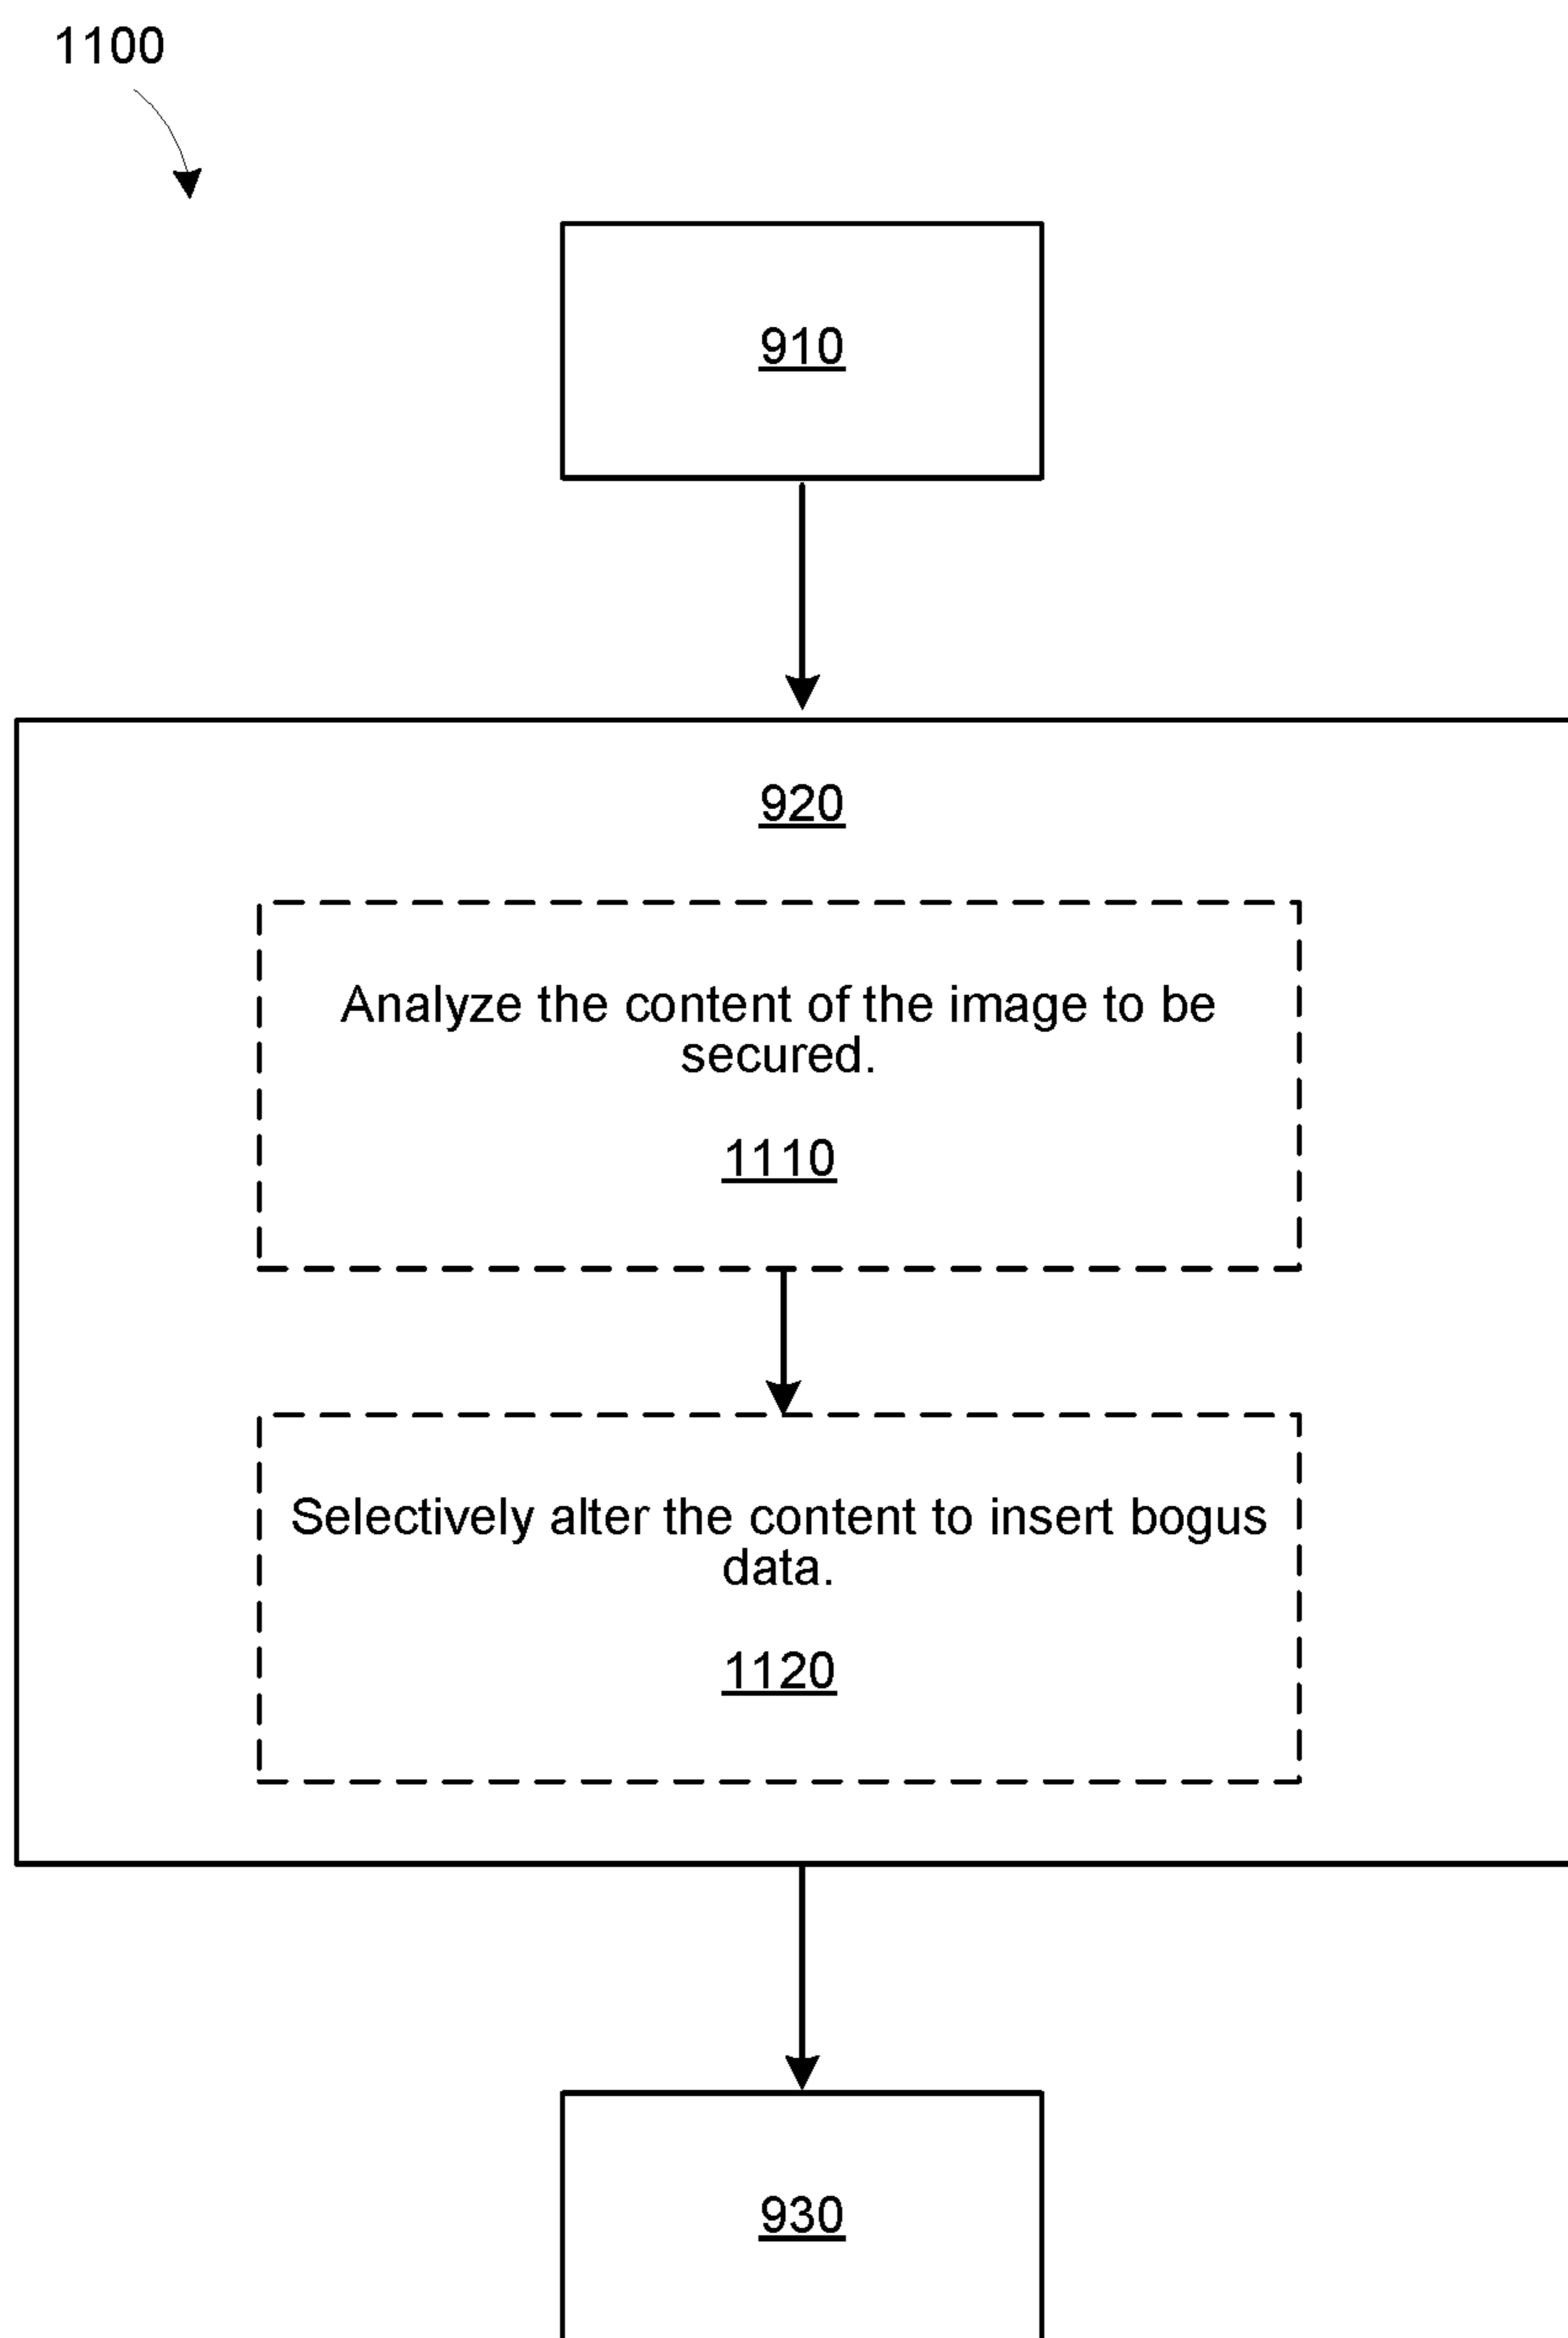 1100
910
920
Analyze the content of the image to be
secured.
1110
Selectively alter the content to insert bogus
data.
1120
930